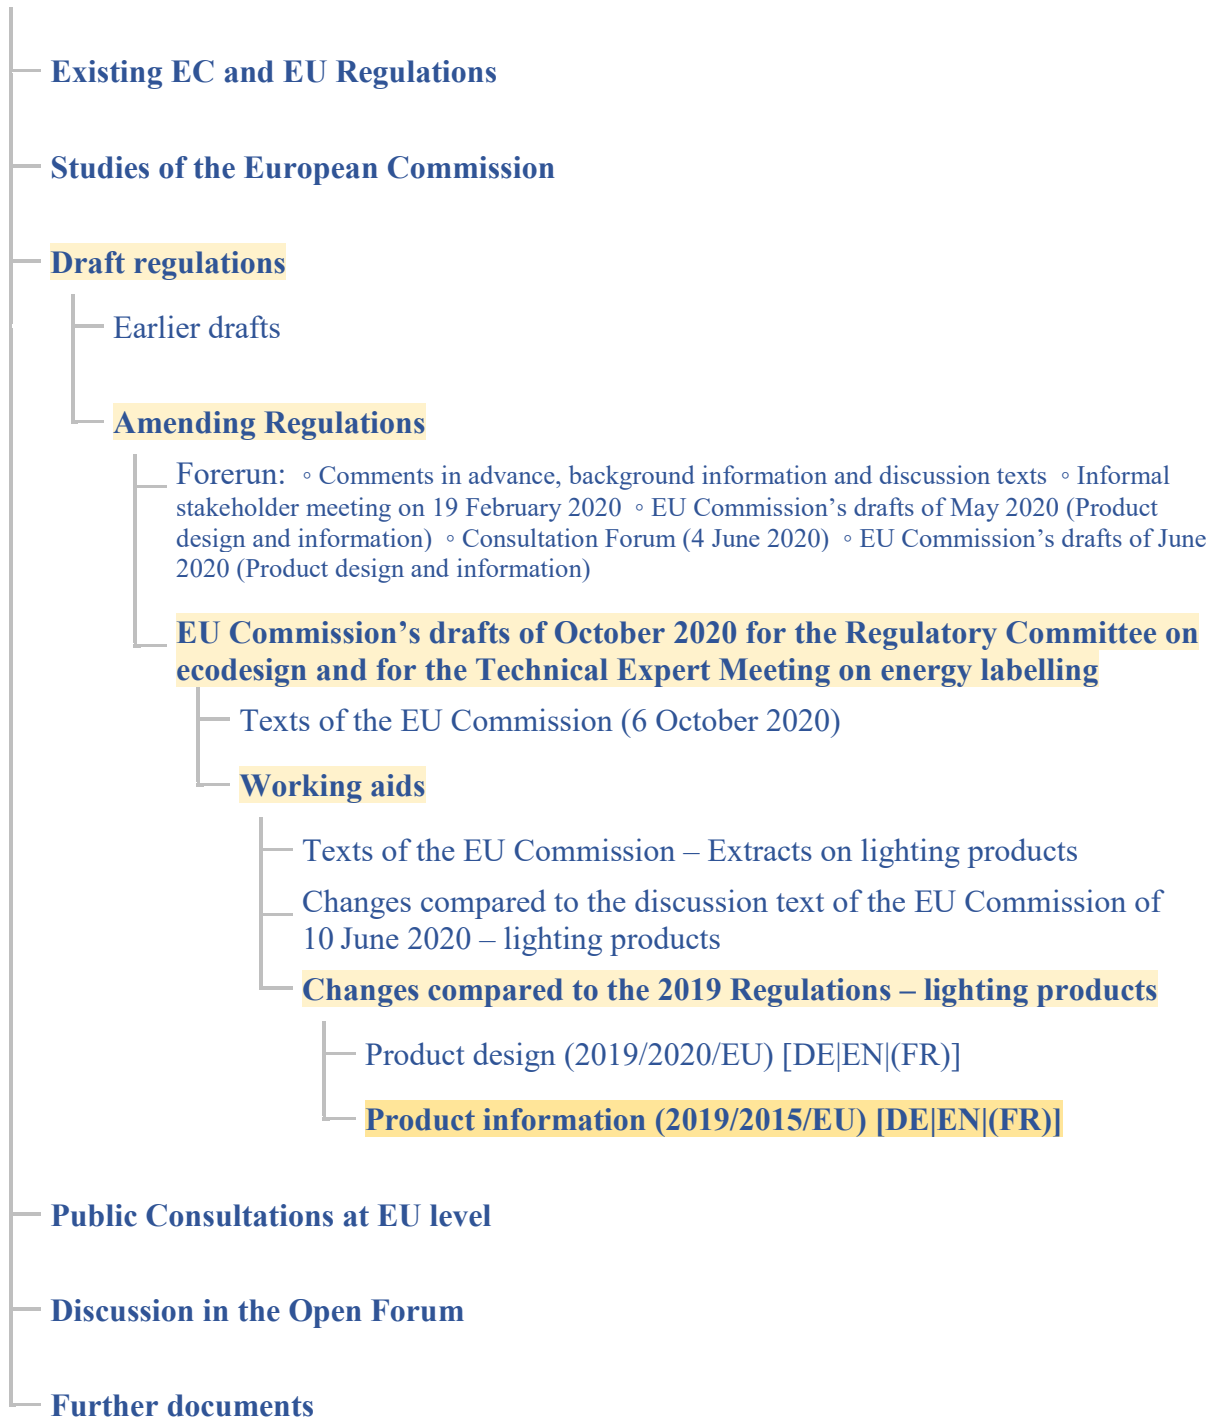 Existing EC and EU Regulations
Studies of the European Commission
Draft regulations
Earlier drafts
Amending Regulations
Forerun: ◦ Comments in advance, background information and discussion texts ◦ Informal
stakeholder meeting on 19 February 2020 ◦ EU Commission’s drafts of May 2020 (Product
design and information) ◦ Consultation Forum (4 June 2020) ◦ EU Commission’s drafts of June
2020 (Product design and information)
EU Commission’s drafts of October 2020 for the Regulatory Committee on
ecodesign and for the Technical Expert Meeting on energy labelling
Texts of the EU Commission (6 October 2020)
Working aids
Texts of the EU Commission – Extracts on lighting products
Changes compared to the discussion text of the EU Commission of
10 June 2020 – lighting products
Changes compared to the 2019 Regulations – lighting products
Product design (2019/2020/EU) [DE|EN|(FR)]
Product information (2019/2015/EU) [DE|EN|(FR)]
Public Consultations at EU level
Discussion in the Open Forum
Further documents